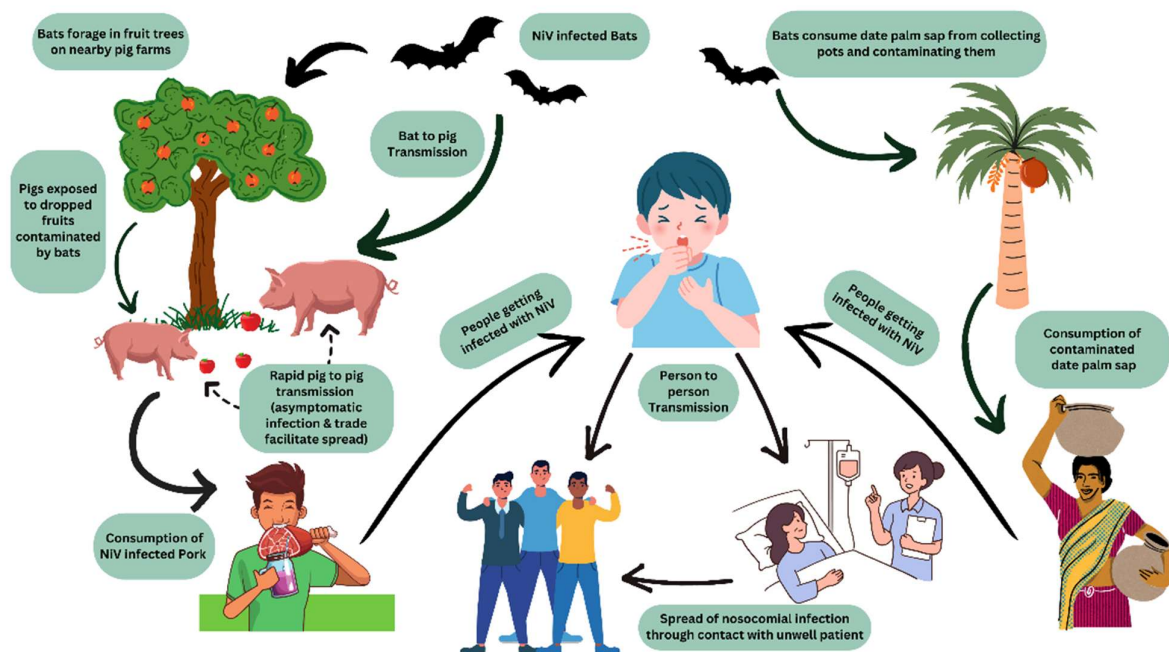 Bats forage in fruit trees
on nearby pig farms
NiV infected Bats
Bats consume date palm sap from collecting
pots and contaminating them
Bat to pig
Transmission
Pigs exposed
to dropped
fruits
contaminated
by bats
People getting
infected with NiV
People getting
infected with NiV
Consumption of
contaminated
date palm sap
Rapid pig to pig
transmission
(asymptomatic
infection & trade
facilitate spread)
Person to
person
Transmission
Consumption of
NiV infected Pork
Spread of nosocomial infection
through contact with unwell patient